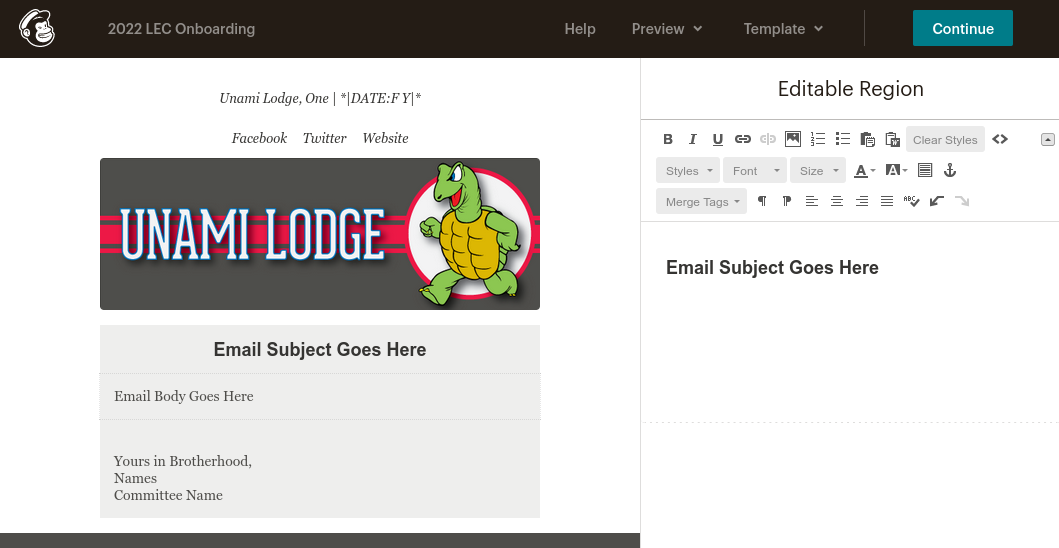 2022 LEC Onboarding Help Preview Template Continue
Unami Lodge, One | *|DATE:F Y|*
Facebook Twitter Website
UNAMI LODGE
Email Subject Goes Here
Email Body Goes Here
Yours in Brotherhood,
Names
Committee Name
Editable Region
B I U Clear Styles
Styles Font Size A A
Merge Tags ABC
Email Subject Goes Here